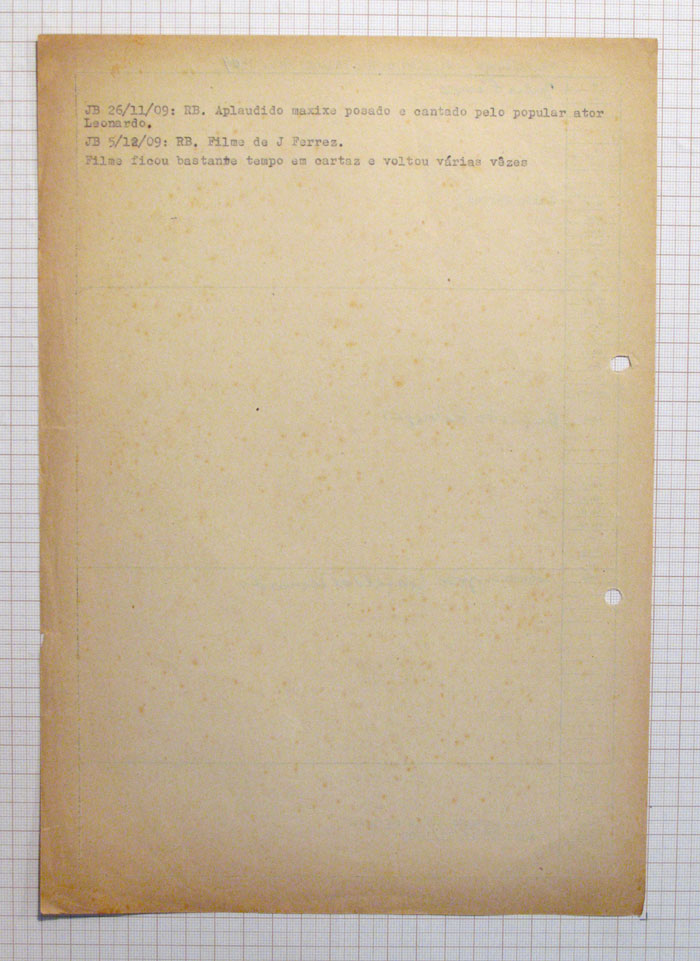 JB 26/11/09: RB. Aplaudido maxixe posado e cantado pelo popular ator
Leonardo.
JB 5/12/09: RB. Filme de J Ferrez.
Filme ficou bastante tempo em cartaz e voltou várias vêzes